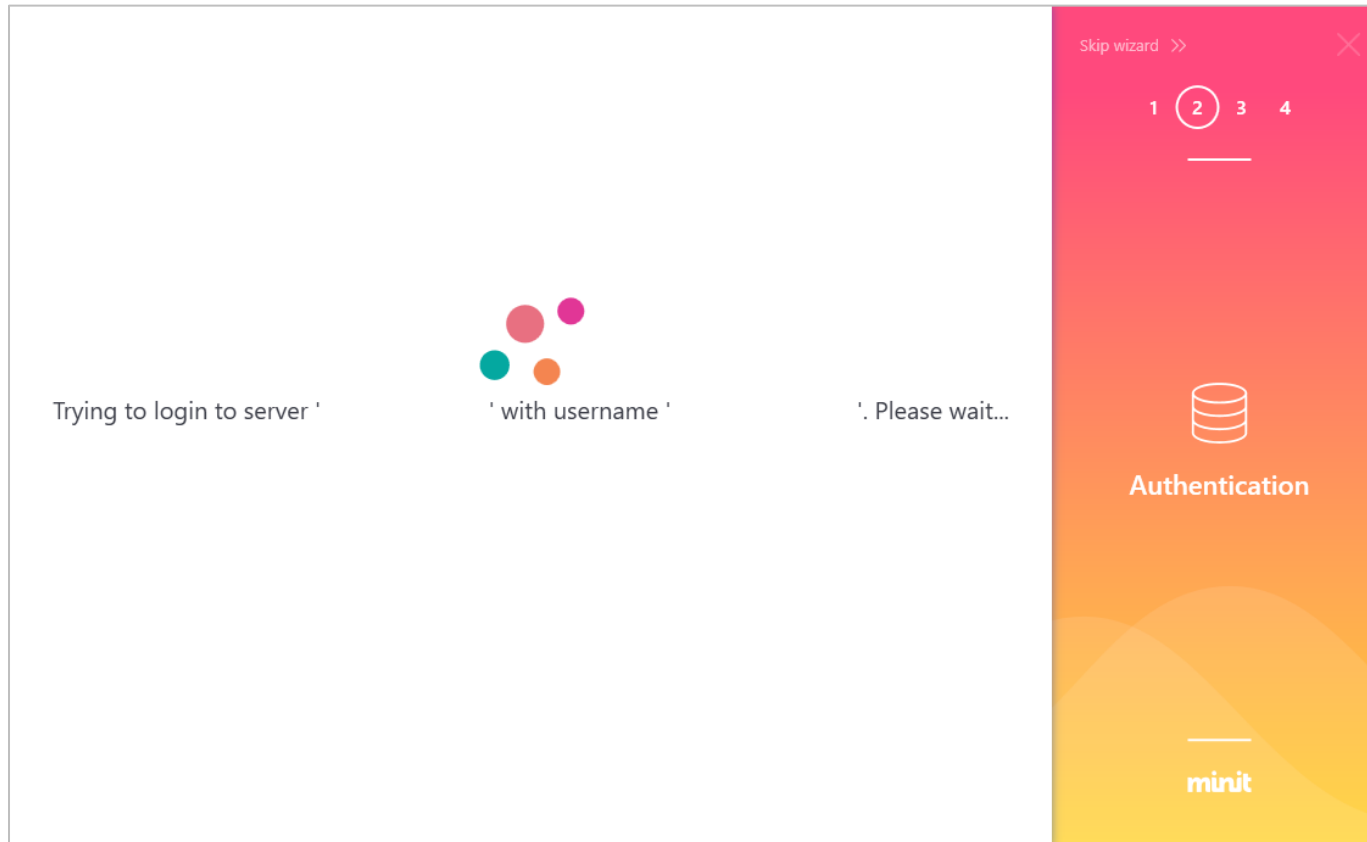 Skip wizard
1 2 3 4
Trying to login to server ' ' with username ' '. Please wait...
Authentication
minit